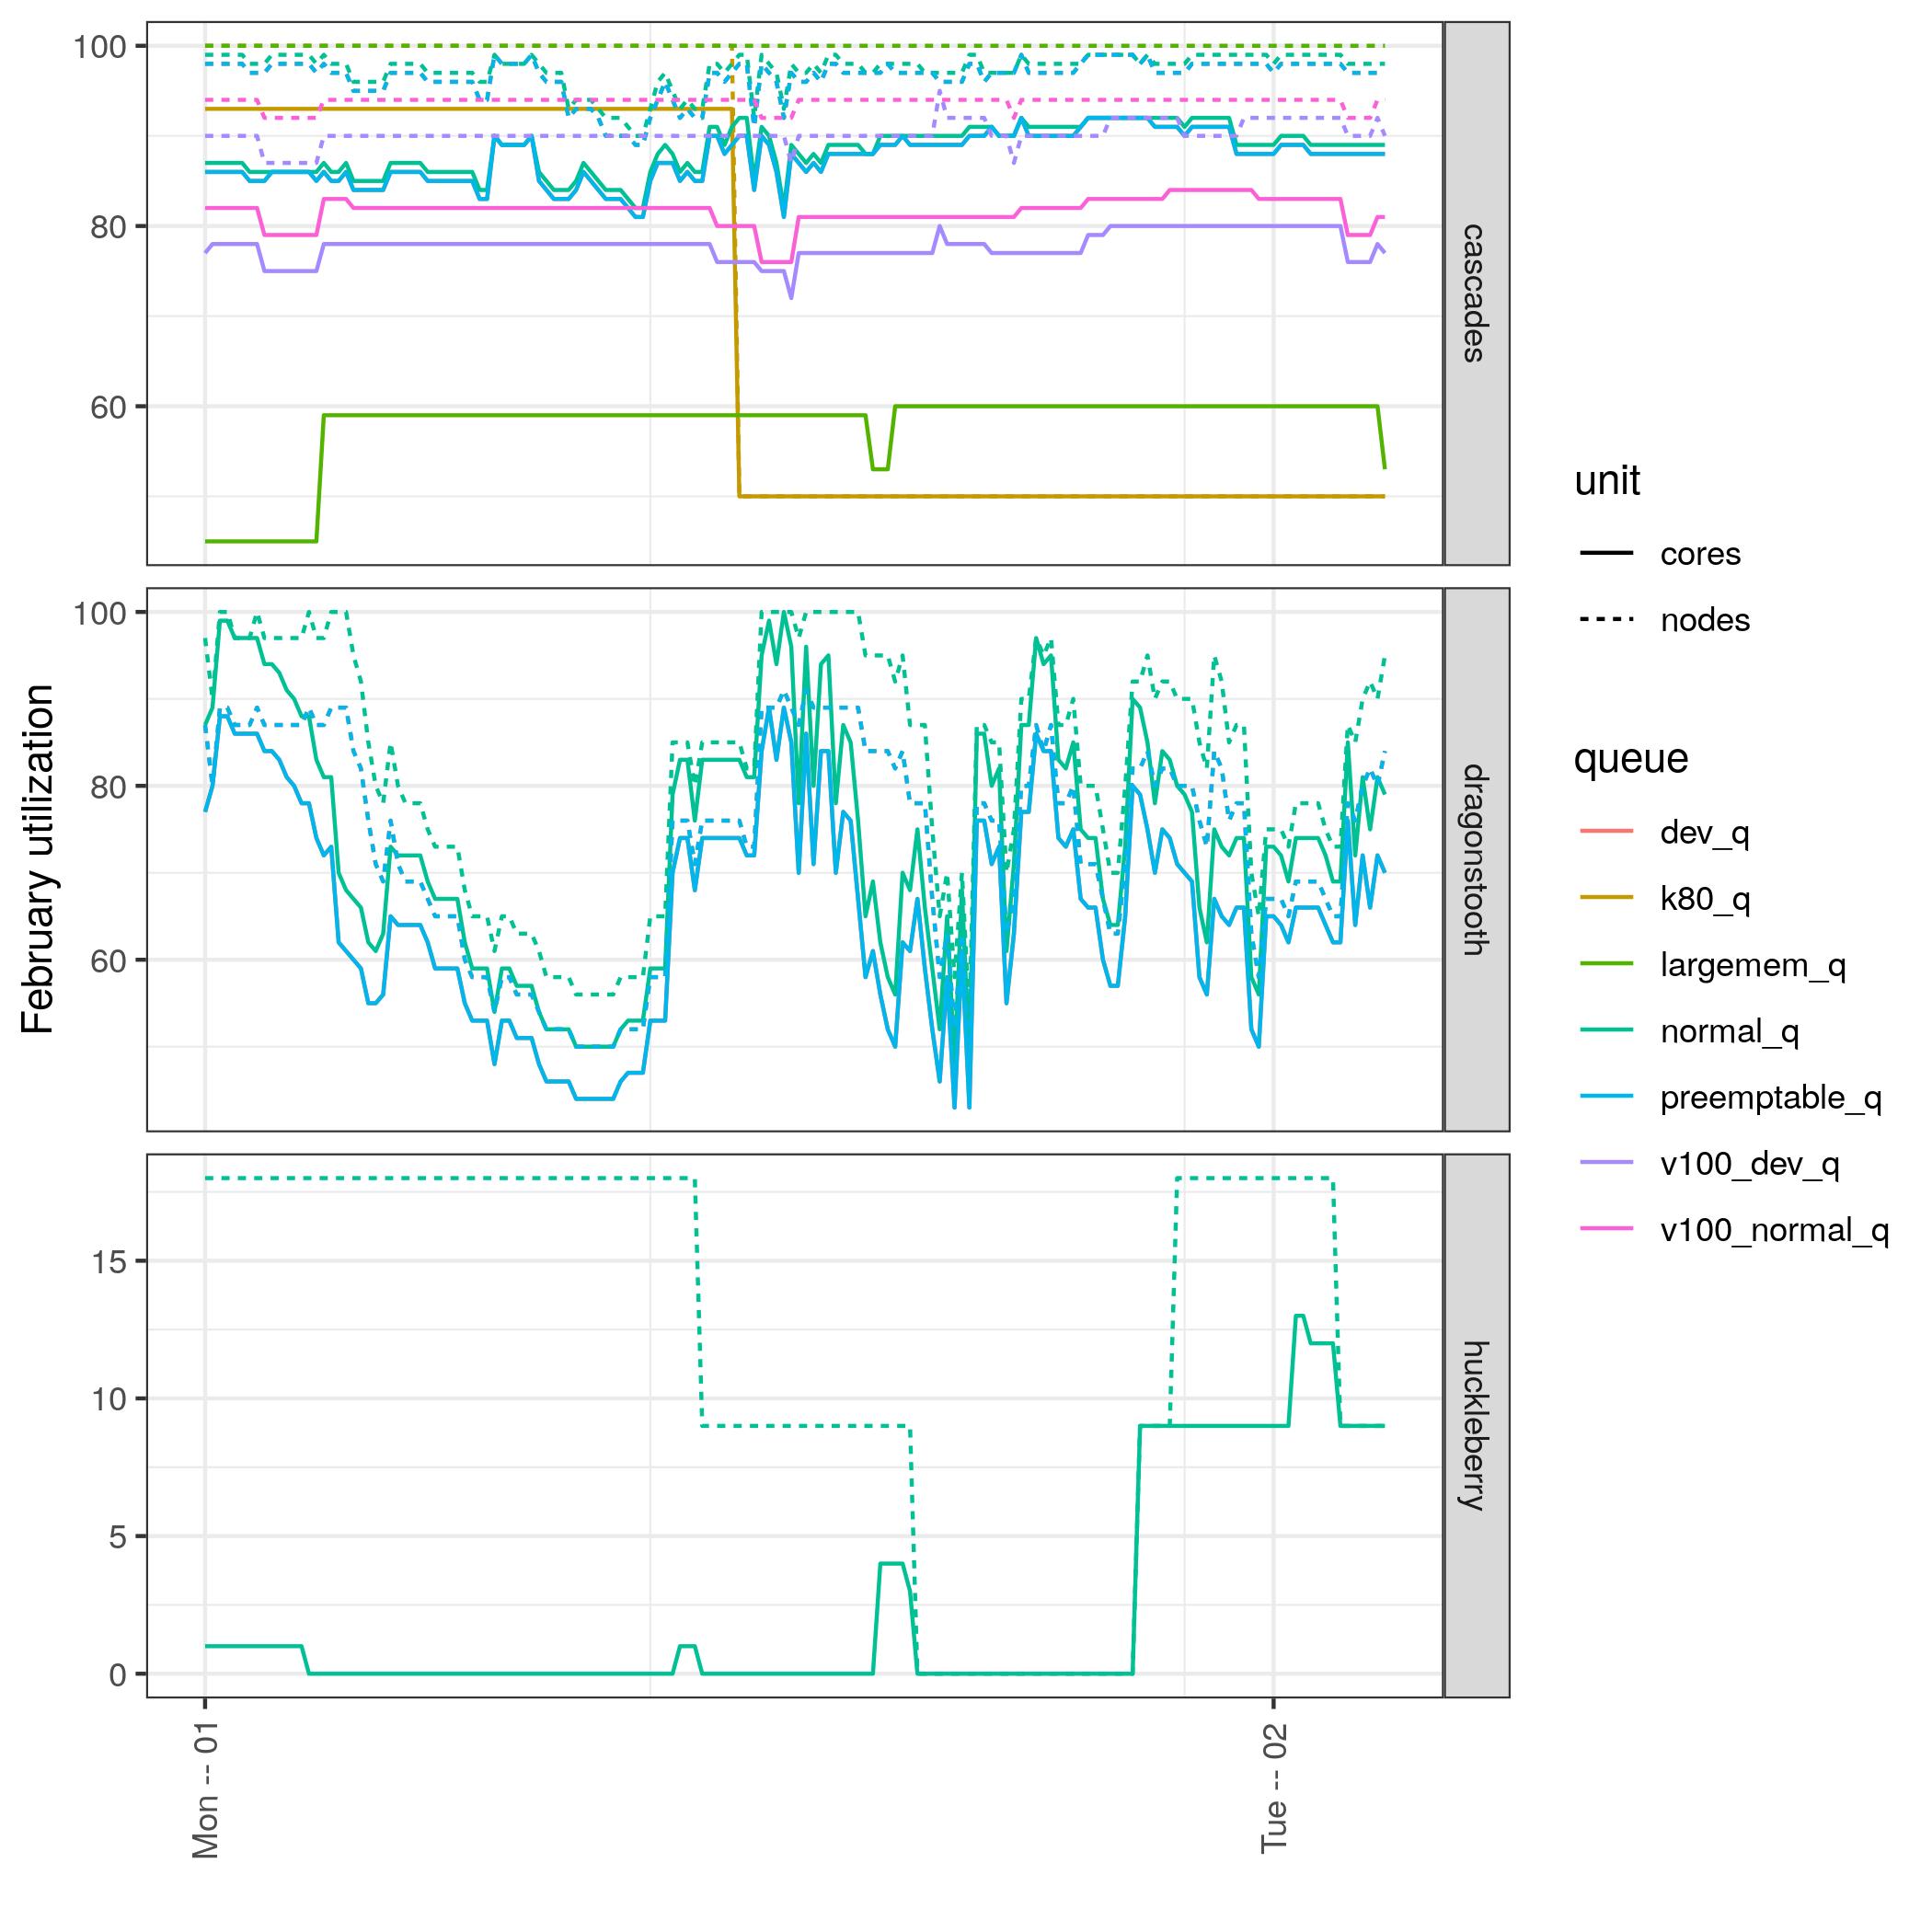 February utilization
100
80
60
cascades
100
80
60
dragonstooth
15
10
5
0
huckleberry
Mon -- 01
Tue -- 02
unit
cores
nodes
queue
dev_q
k80_q
largemem_q
normal_q
preemptable_q
v100_dev_q
v100_normal_q